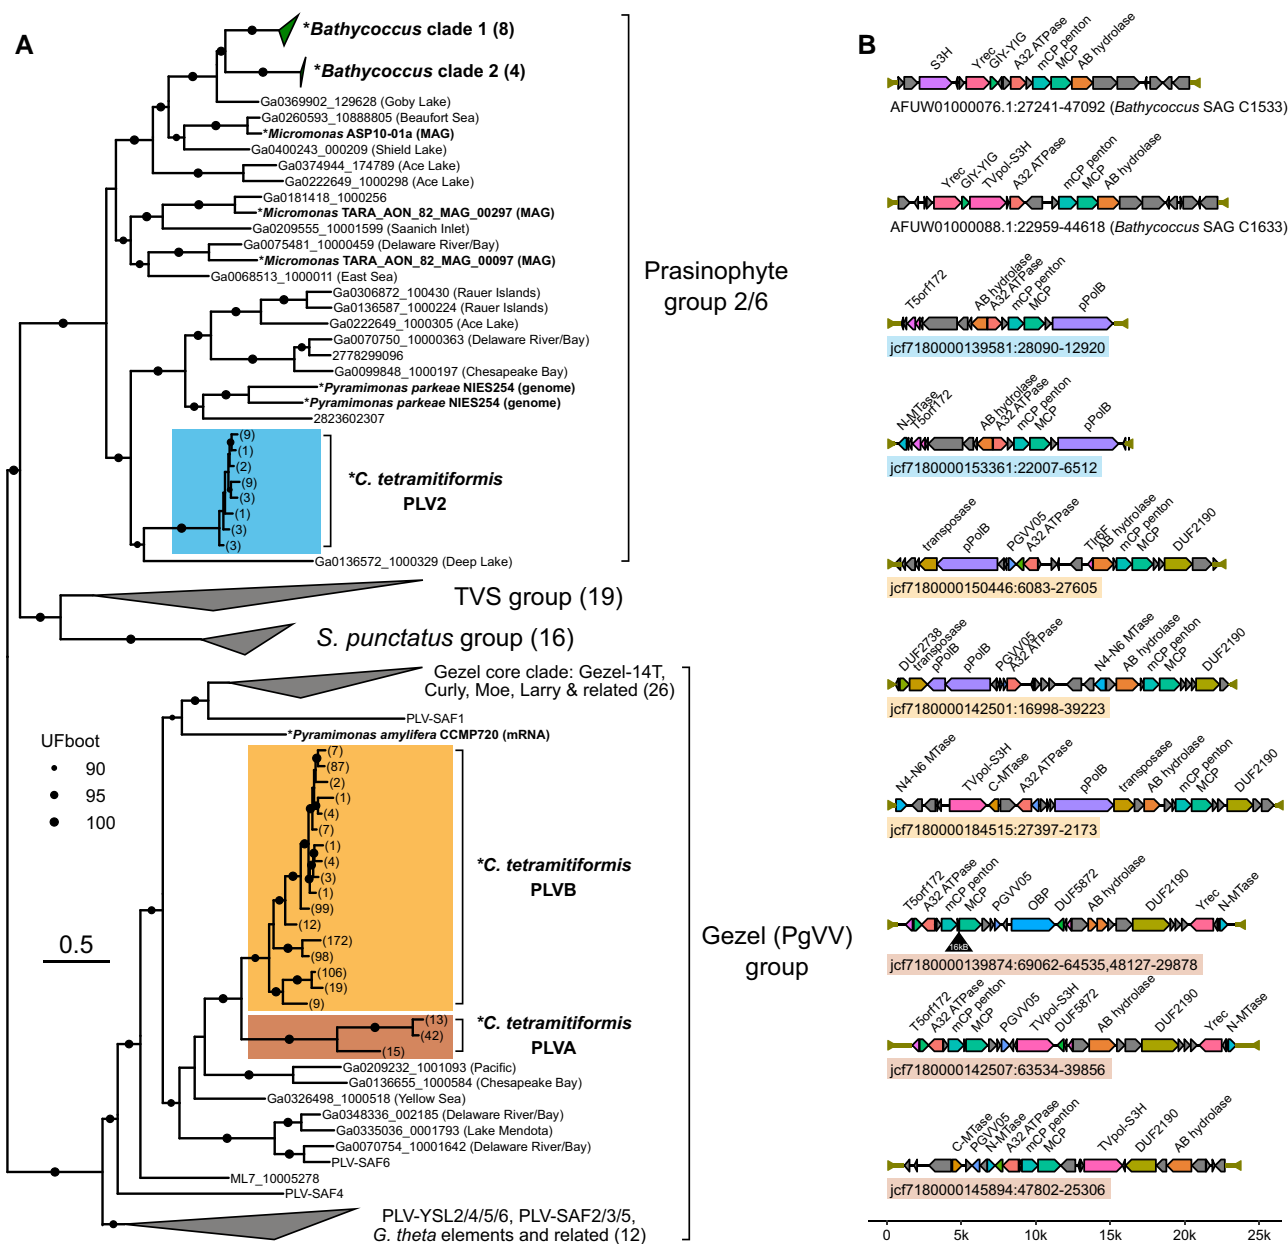 A
*Bathycoccus clade 1 (8)
*Bathycoccus clade 2 (4)
Ga0369902_129628 (Goby Lake)
Ga0260593_10888805 (Beaufort Sea)
*Micromonas ASP10-01a (MAG)
Ga0400243_000209 (Shield Lake)
Ga0374944_174789 (Ace Lake)
Ga0222649_1000298 (Ace Lake)
Ga0181418_1000256
*Micromonas TARA_AON_82_MAG_00297 (MAG)
Ga0209555_10001599 (Saanich Inlet)
Ga0075481_10000459 (Delaware River/Bay)
*Micromonas TARA_AON_82_MAG_00097 (MAG)
Ga0068513_1000011 (East Sea)
Ga0306872_100430 (Rauer Islands)
Ga0136587_1000224 (Rauer Islands)
Ga0222649_1000305 (Ace Lake)
Ga0070750_10000363 (Delaware River/Bay)
2778299096
Ga0099848_1000197 (Chesapeake Bay)
*Pyramimonas parkeae NIES254 (genome)
*Pyramimonas parkeae NIES254 (genome)
2823602307
(9)
(1)
(2)
(9)
(3)
(1)
(3)
(3)
*C. tetramitiformis
PLV2
Ga0136572_1000329 (Deep Lake)
Prasinophyte
group 2/6
TVS group (19)
S. punctatus group (16)
Gezel core clade: Gezel-14T,
Curly, Moe, Larry & related (26)
PLV-SAF1
*Pyramimonas amylifera CCMP720 (mRNA)
UFboot
90
95
100
0.5
(7)
(87)
(2)
(1)
(4)
(7)
(1)
(4)
(3)
(1)
(99)
(12)
(172)
(98)
(106)
(19)
(9)
*C. tetramitiformis
PLVB
(13)
(42)
(15)
*C. tetramitiformis
PLVA
Ga0209232_1001093 (Pacific)
Ga0136655_1000584 (Chesapeake Bay)
Ga0326498_1000518 (Yellow Sea)
Ga0348336_002185 (Delaware River/Bay)
Ga0335036_0001793 (Lake Mendota)
Ga0070754_10001642 (Delaware River/Bay)
PLV-SAF6
ML7_10005278
PLV-SAF4
PLV-YSL2/4/5/6, PLV-SAF2/3/5,
G. theta elements and related (12)
Gezel (PgVV)
group
B
S3H Yrec GIY-YIG A32 ATPase mCP penton MCP AB hydrolase
AFUW01000076.1:27241-47092 (Bathycoccus SAG C1533)
Yrec GIY-YIG TVpol-S3H A32 ATPase mCP penton MCP AB hydrolase
AFUW01000088.1:22959-44618 (Bathycoccus SAG C1633)
T5orf172 AB hydrolase A32 ATPase mCP penton MCP pPolB
jcf7180000139581:28090-12920
N-MTase T5orf172 AB hydrolase A32 ATPase mCP penton MCP pPolB
jcf7180000153361:22007-6512
transposase pPolB PGVV05 A32 ATPase TlroF AB hydrolase mCP penton MCP DUF2190
jcf7180000150446:6083-27605
DUF2738 transposase pPolB pPolB PGVV05 A32 ATPase N4-N6 MTase AB hydrolase mCP penton MCP DUF2190
jcf7180000142501:16998-39223
N4-N6 MTase TVpol-S3H C-MTase A32 ATPase pPolB transposase AB hydrolase mCP penton MCP DUF2190
jcf7180000184515:27397-2173
T5orf172 A32 ATPase mCP penton MCP PGVV05 OBP DUF5872 AB hydrolase DUF2190 Yrec N-MTase
16kB
jcf7180000139874:69062-64535,48127-29878
T5orf172 A32 ATPase mCP penton MCP PGVV05 TVpol-S3H DUF5872 AB hydrolase DUF2190 Yrec N-MTase
jcf7180000142507:63534-39856
C-MTase PGVV05 N-MTase A32 ATPase mCP penton MCP TVpol-S3H DUF2190 AB hydrolase
jcf7180000145894:47802-25306
0 5k 10k 15k 20k 25k